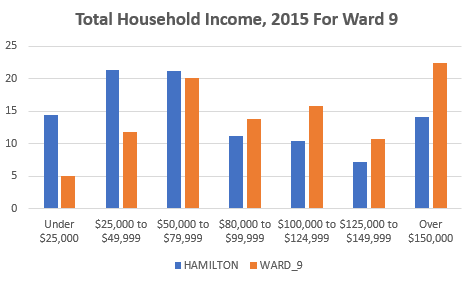 Total Household Income, 2015 For Ward 9
25
20
15
10
5
0
Under
$25,000
$25,000 to
$49,999
$50,000 to
$79,999
$80,000 to
$99,999
$100,000 to
$124,999
$125,000 to
$149,999
Over
$150,000
HAMILTON
WARD_9